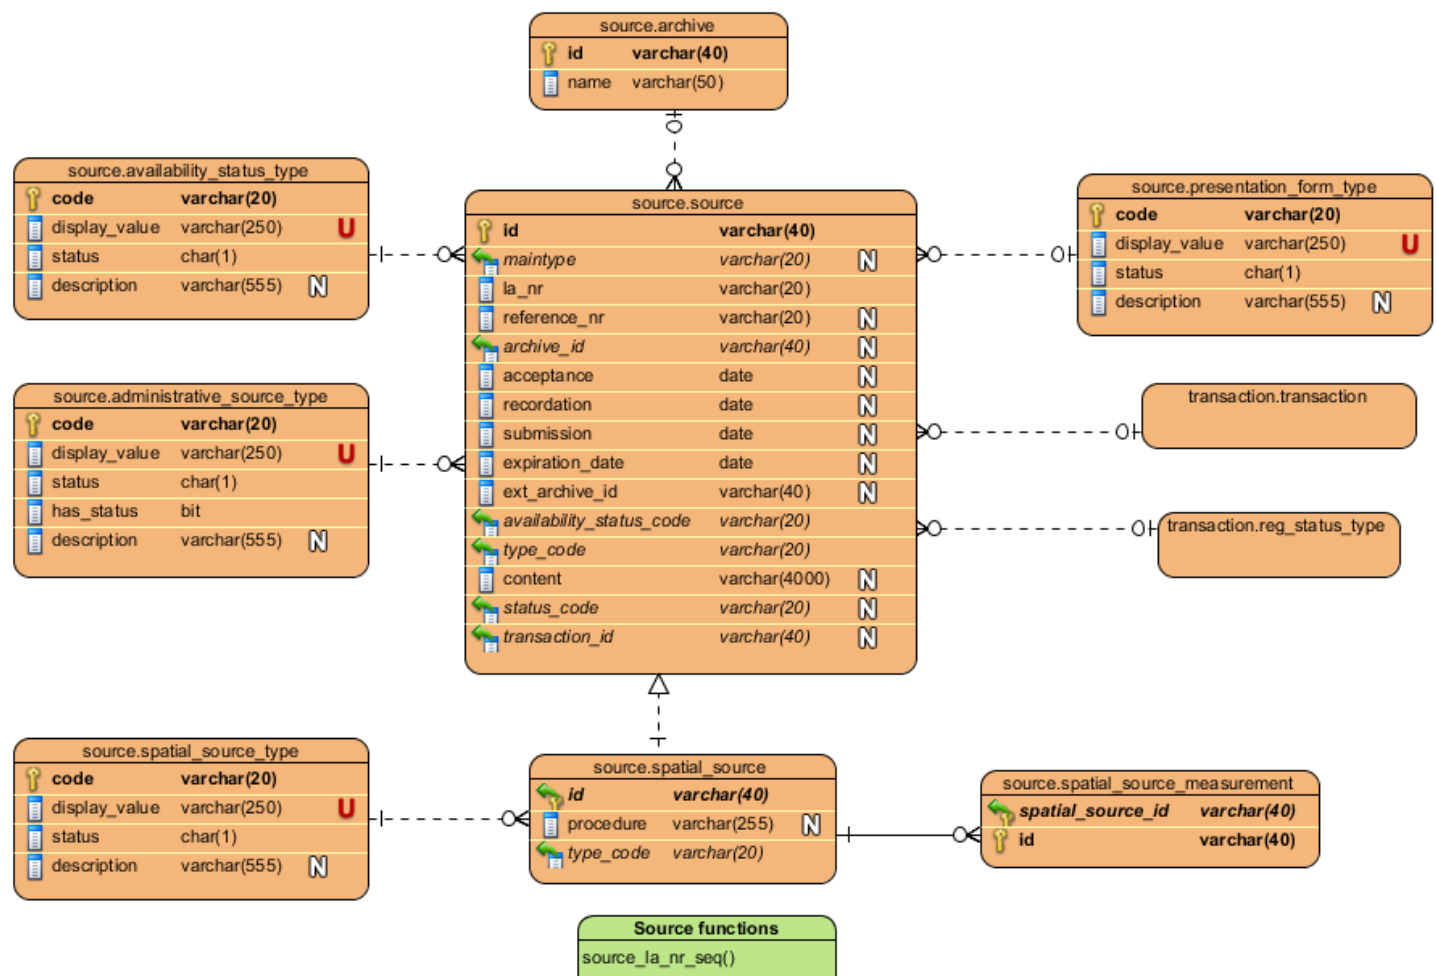 source.archive
id varchar(40)
name varchar(50)
source.availability_status_type
code varchar(20)
display_value varchar(250) U
status char(1)
description varchar(555) N
source.source
id varchar(40)
maintype varchar(20) N
la_nr varchar(20)
reference_nr varchar(20) N
archive_id varchar(40) N
acceptance date N
recordation date N
submission date N
expiration_date date N
ext_archive_id varchar(40) N
availability_status_code varchar(20)
type_code varchar(20)
content varchar(4000) N
status_code varchar(20) N
transaction_id varchar(40) N
source.presentation_form_type
code varchar(20)
display_value varchar(250) U
status char(1)
description varchar(555) N
source.administrative_source_type
code varchar(20)
display_value varchar(250) U
status char(1)
has_status bit
description varchar(555) N
transaction.transaction
transaction.reg_status_type
source.spatial_source_type
code varchar(20)
display_value varchar(250) U
status char(1)
description varchar(555) N
source.spatial_source
id varchar(40)
procedure varchar(255) N
type_code varchar(20)
source.spatial_source_measurement
spatial_source_id varchar(40)
id varchar(40)
Source functions
source_la_nr_seq()